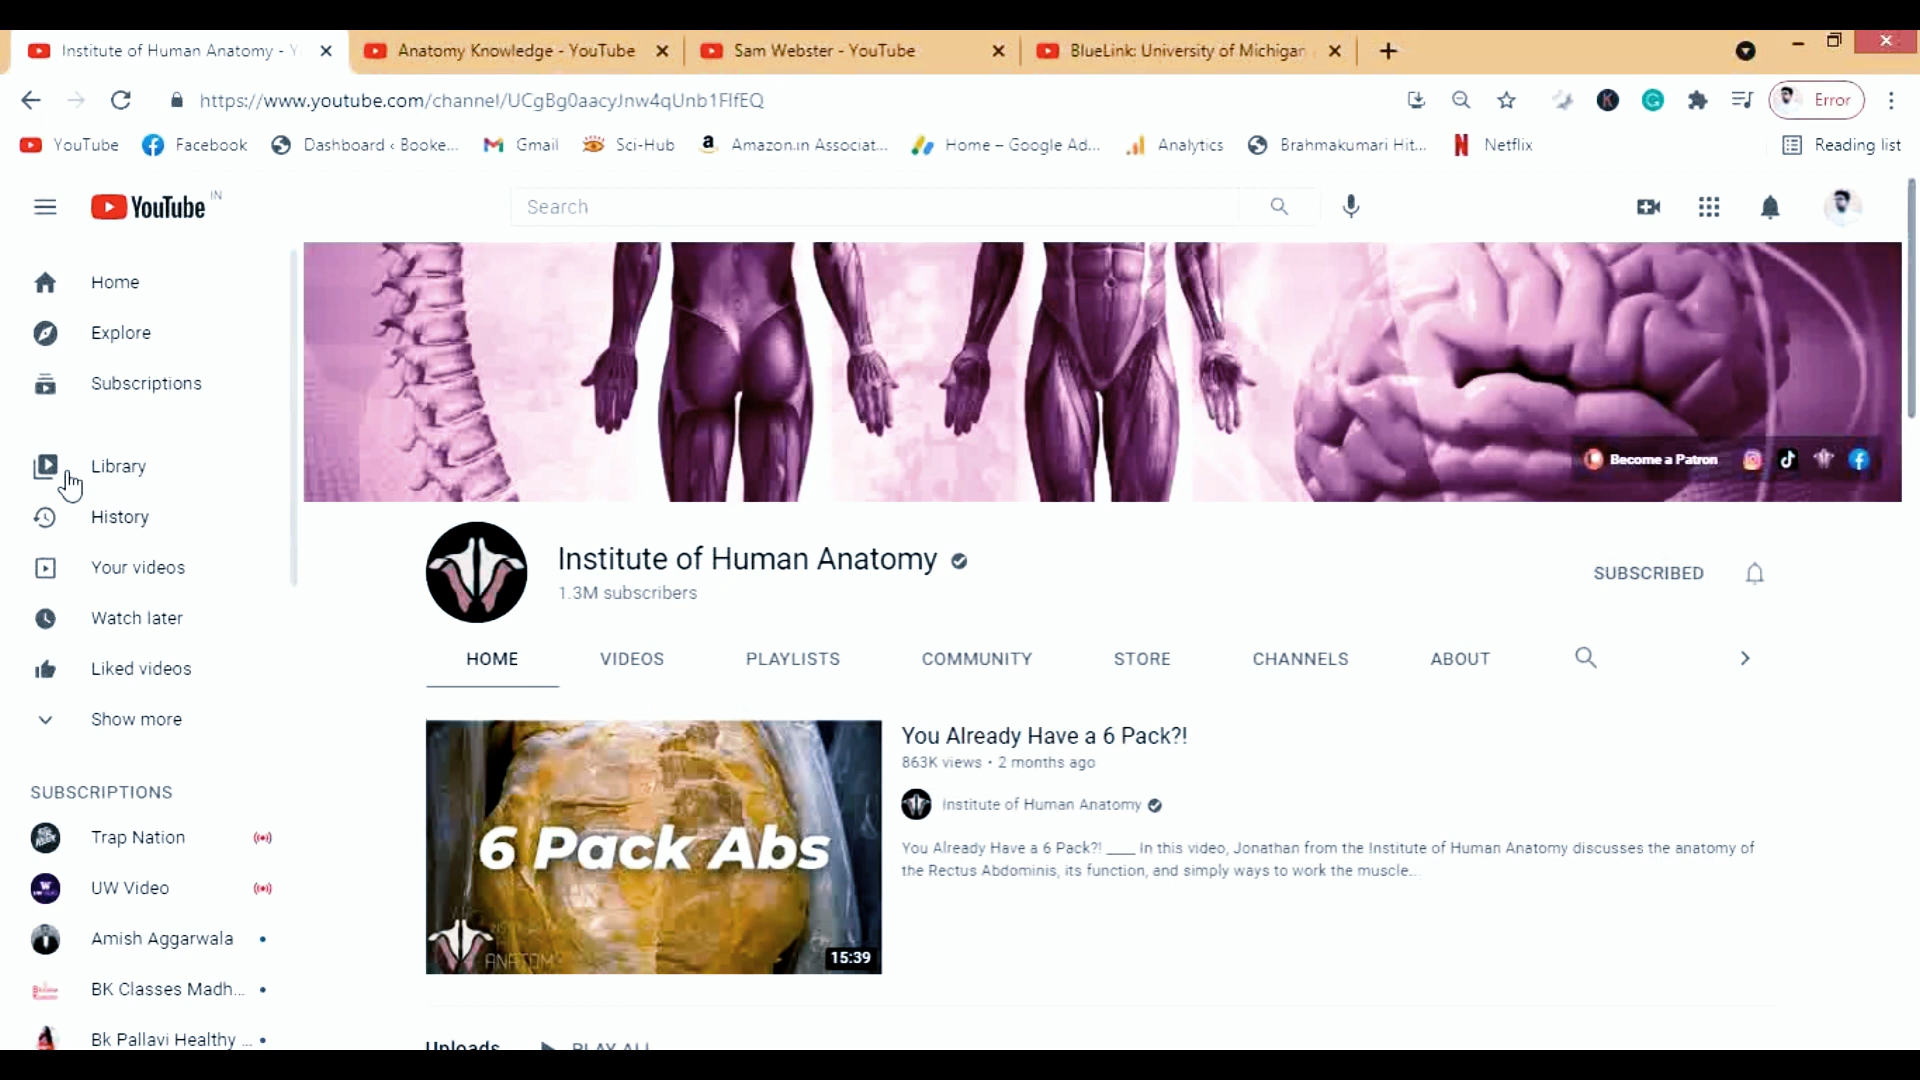 Institute of Human Anatomy - Y
Anatomy Knowledge - YouTube
Sam Webster - YouTube
BlueLink: University of Michigan
https://www.youtube.com/channel/UCgBg0aacyJnw4qUnb1FlfEQ
K
G
Error
YouTube
Facebook
Dashboard ‹ Booke...
Gmail
Sci-Hub
Amazon.in Associat...
Home – Google Ad...
Analytics
Brahmakumari Hit...
Netflix
Reading list
YouTube IN
Search
Home
Explore
Subscriptions
Library
History
Your videos
Watch later
Liked videos
Show more
SUBSCRIPTIONS
Trap Nation
UW Video
Amish Aggarwala
BK Classes Madh...
Bk Pallavi Healthy ...
Become a Patron
Institute of Human Anatomy
1.3M subscribers
SUBSCRIBED
HOME
VIDEOS
PLAYLISTS
COMMUNITY
STORE
CHANNELS
ABOUT
6 Pack Abs
15:39
You Already Have a 6 Pack?!
863K views • 2 months ago
Institute of Human Anatomy
You Already Have a 6 Pack?! ____ In this video, Jonathan from the Institute of Human Anatomy discusses the anatomy of
the Rectus Abdominis, its function, and simply ways to work the muscle...
Uploads
PLAY ALL